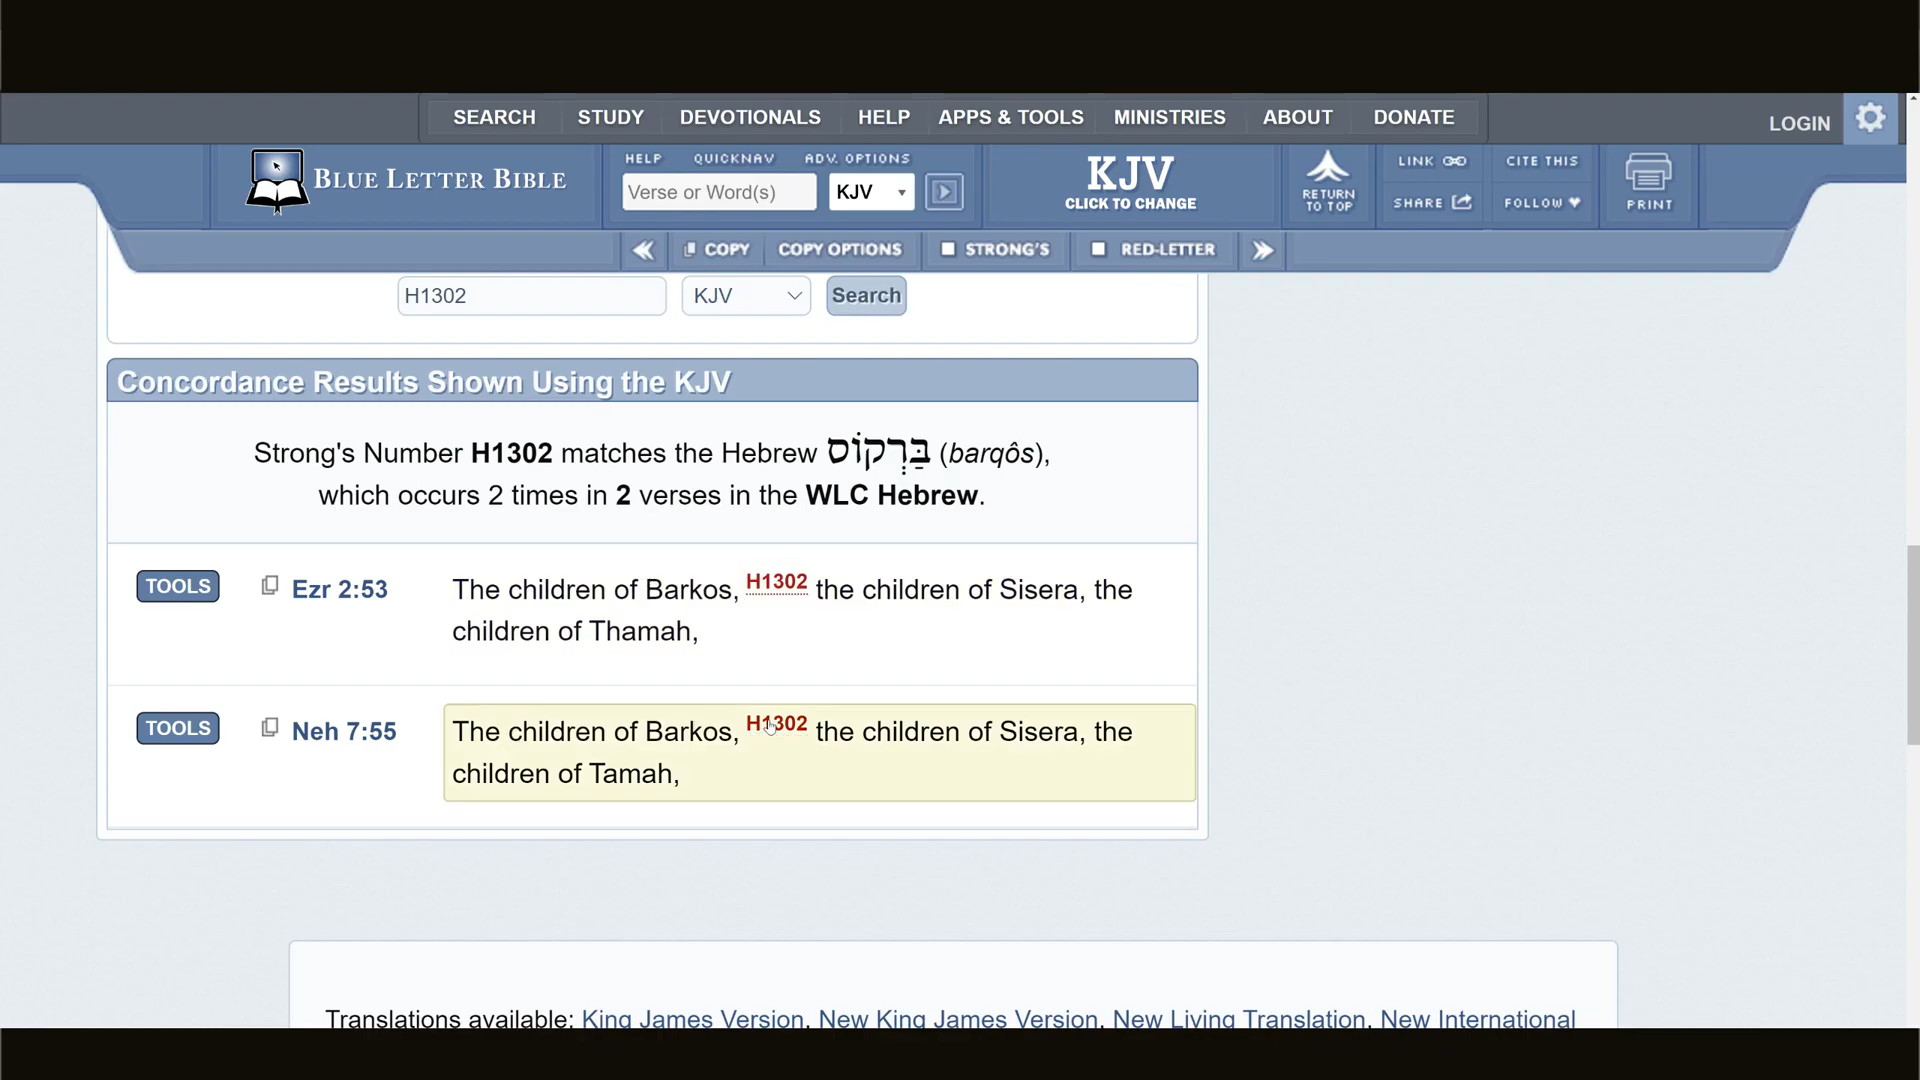 SEARCH STUDY DEVOTIONALS HELP APPS & TOOLS MINISTRIES ABOUT DONATE LOGIN
BLUE LETTER BIBLE
HELP QUICKNAV ADV. OPTIONS
Verse or Word(s) KJV
KJV
CLICK TO CHANGE
RETURN
TO TOP
LINK CITE THIS
SHARE FOLLOW
PRINT
COPY COPY OPTIONS STRONG'S RED-LETTER
H1302 KJV Search
Concordance Results Shown Using the KJV
Strong's Number H1302 matches the Hebrew בַּרְקוֹס (barqôs),
which occurs 2 times in 2 verses in the WLC Hebrew.
TOOLS Ezr 2:53 The children of Barkos, H1302 the children of Sisera, the
children of Thamah,
TOOLS Neh 7:55 The children of Barkos, H1302 the children of Sisera, the
children of Tamah,
Translations available: King James Version, New King James Version, New Living Translation, New International